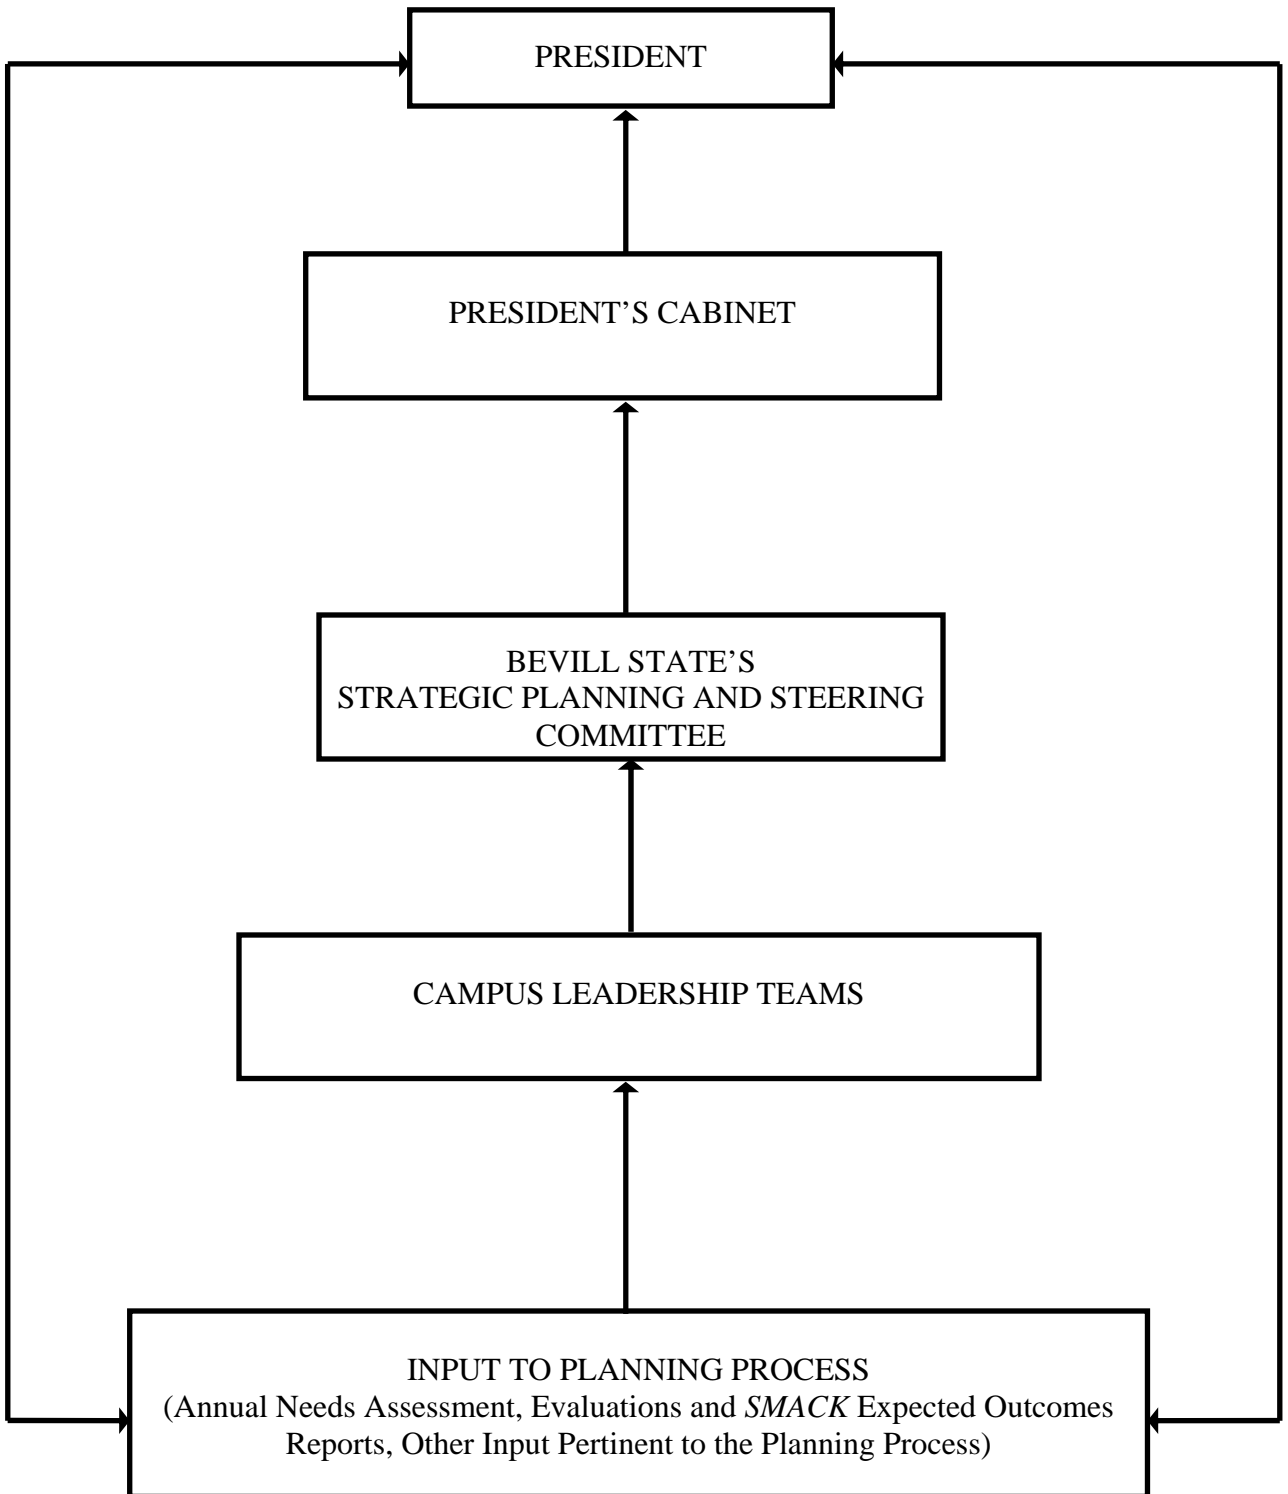 PRESIDENT
PRESIDENT’S CABINET
BEVILL STATE’S
STRATEGIC PLANNING AND STEERING
COMMITTEE
CAMPUS LEADERSHIP TEAMS
INPUT TO PLANNING PROCESS
(Annual Needs Assessment, Evaluations and SMACK Expected Outcomes
Reports, Other Input Pertinent to the Planning Process)